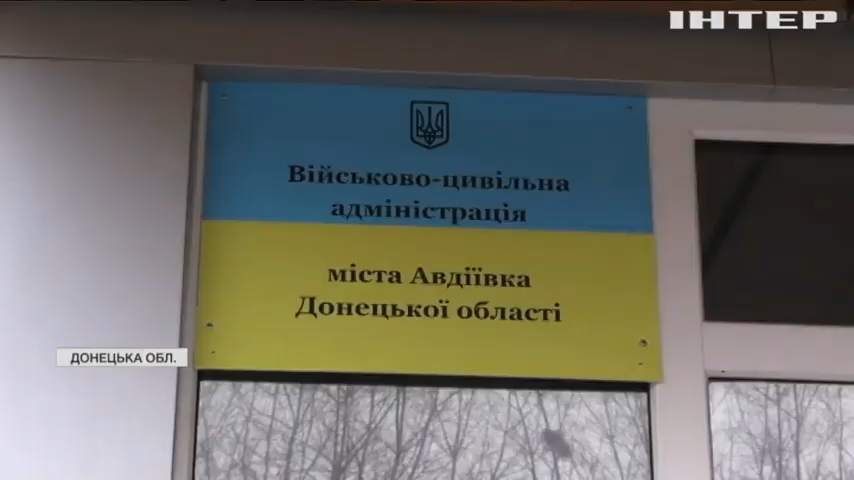 ІНТЕР
Військово-цивільна
адміністрація
міста Авдіївка
Донецької області
ДОНЕЦЬКА ОБЛ.